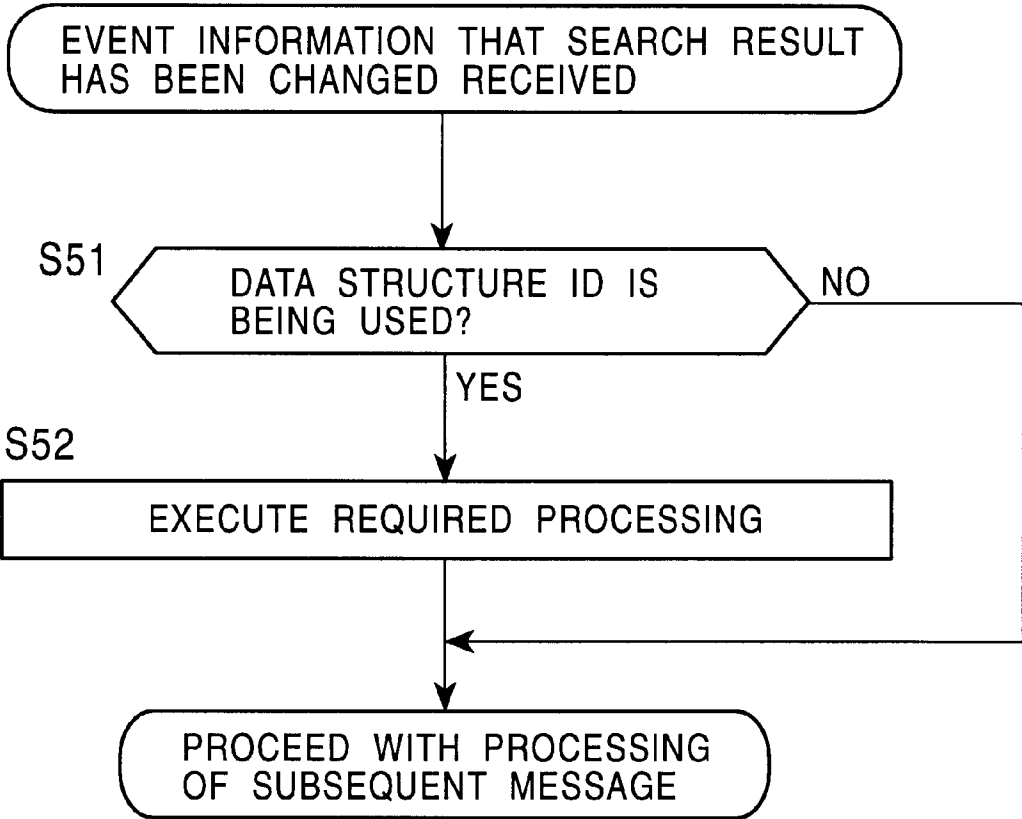 EVENT INFORMATION THAT SEARCH RESULT
HAS BEEN CHANGED RECEIVED
S51
DATA STRUCTURE ID IS
BEING USED?
NO
YES
S52
EXECUTE REQUIRED PROCESSING
PROCEED WITH PROCESSING
OF SUBSEQUENT MESSAGE